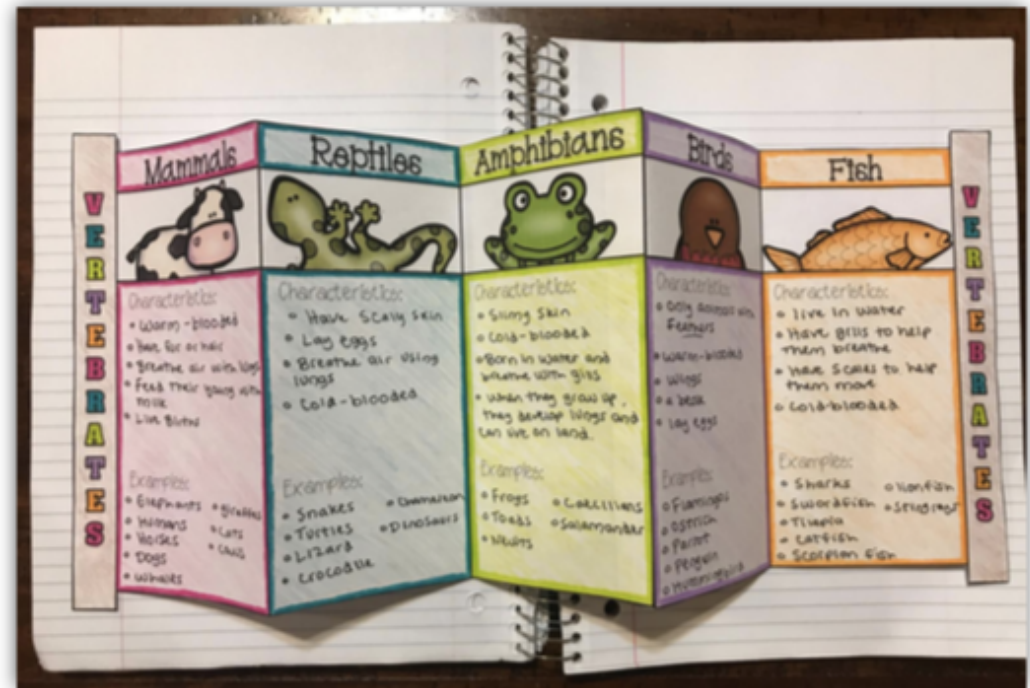 VERTEBRATES
Mammals
Characteristics:
• Warm-blooded
• Have fur or hair
• Breathe air with lungs
• Feed their young with
milk
• Live Births
Examples:
• Elephants
• Humans
• Horses
• Dogs
• Whales
• giraffes
• Cats
• Cows
Reptiles
Characteristics:
• Have Scaly Skin
• Lay eggs
• Breathe air using
lungs
• Cold-blooded
Examples:
• Snakes
• Turtles
• Lizard
• Crocodile
• Chameleon
• Dinosaurs
Amphibians
Characteristics:
• Slimy Skin
• Cold-blooded
• Born in water and
breathe with gills
• When they grow up,
they develop lungs and
can live on land.
Examples:
• Frogs
• Toads
• Newts
• Caecilians
• Salamander
Birds
Characteristics:
• Only animal with
feathers
• Warm-blooded
• Wings
• a beak
• lay eggs
Examples:
• Flamingo
• Ostrich
• Parrot
• Penguin
• Hummingbird
Fish
Characteristics:
• live in water
• Have gills to help
them breathe
• Have Scales to help
them move
• Cold-blooded
Examples:
• Sharks
• Swordfish
• Tilapia
• catfish
• Scorpion fish
• lionfish
• Stingrays
VERTEBRATES